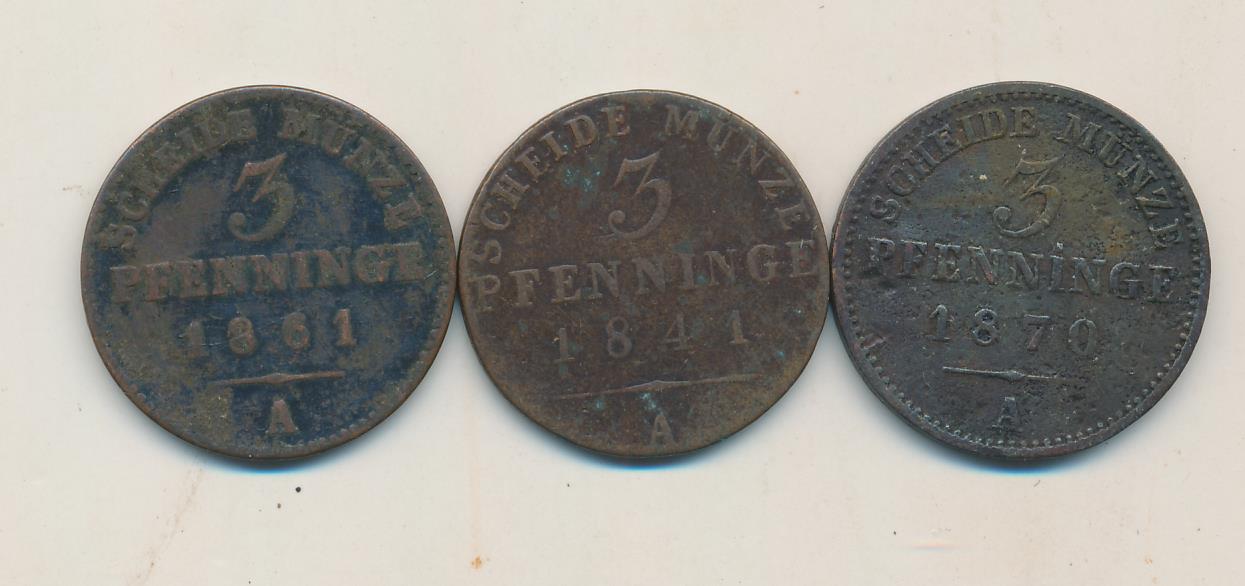 SCHEIDE MÜNZE
3
PFENNINGE
1861
A
SCHEIDE MÜNZE
3
PFENNINGE
1841
A
SCHEIDE MÜNZE
3
PFENNINGE
1870
A